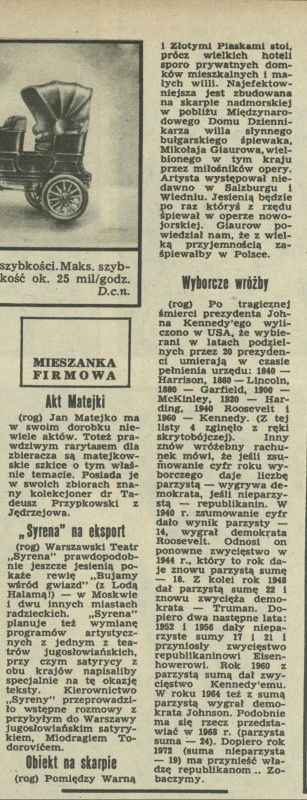 szybkości. Maks. szyb-
kość ok. 25 mil/godz.
D.c.n.
MIESZANKA
FIRMOWA
Akt Matejki
(rog) Jan Matejko ma
w swoim dorobku nie-
wiele aktów. Toteż pra-
wdziwym rarytasem dla
zbieracza są matejkow-
skie szkice o tym właś-
nie temacie. Posiada je
w swoich zbiorach zna-
ny kolekcjoner dr Ta-
deusz Przypkowski z
Jędrzejowa.
„Syrena" na eksport
(rog) Warszawski Teatr
„Syrena" prawdopodob-
nie jeszcze jesienią po-
każe rewię „Bujamy
wśród gwiazd" (z Lodą
Halamą!) — w Moskwie
i dwu innych miastach
radzieckich. „Syrena"
planuje też wymianę
programów artystycz-
nych z jednym z tea-
trów jugosłowiańskich,
przy czym satyrycy z
obu krajów napisaliby
specjalnie na tę okazję
teksty. Kierownictwo
„Syreny" przeprowadzi-
ło wstępne rozmowy z
przybyłym do Warszawy
jugosłowiańskim satyry-
kiem, Miodragiem To-
dorovićem.
Obiekt na skarpie
(rog) Pomiędzy Warną
i Złotymi Piaskami stoi,
prócz wielkich hoteli
sporo prywatnych dom-
ków mieszkalnych i ma-
łych willi. Najefektow-
niejsza jest zbudowana
na skarpie nadmorskiej
w pobliżu Międzynaro-
dowego Domu Dzienni-
karza willa słynnego
bułgarskiego śpiewaka,
Mikołaja Giaurowa, wiel-
bionego w tym kraju
przez miłośników opery.
Artysta występował nie-
dawno w Salzburgu i
Wiedniu. Jesienią będzie
po raz któryś z rzędu
śpiewał w operze nowo-
jorskiej. Giaurow po-
wiedział nam, że z wiel-
ką przyjemnością za-
śpiewałby w Polsce.
Wyborcze wróżby
(rog) Po tragicznej
śmierci prezydenta Joh-
na Kennedy'ego wyli-
czono w USA, że wybie-
rani w latach podziel-
nych przez 20 prezyden-
ci umierają w czasie
pełnienia urzędu: 1840 —
Harrison, 1860 — Lincoln,
1880 — Garfield, 1900 —
McKinley, 1920 — Har-
ding, 1940 Roosevelt i
1960 — Kennedy. (Z tej
listy 4 zginęło z ręki
skrytobójczej). Inny
znów wróżebny rachu-
nek mówi, że jeśli zsu-
mowanie cyfr roku wy-
borczego daje liczbę
parzystą — wygrywa de-
mokrata, jeśli nieparzy-
stą — republikanin. W
1940 r. zsumowanie cyfr
dało wynik parzysty —
14, wygrał demokrata
Roosevelt. Odnosi on
ponowne zwycięstwo w
1944 r., który to rok da-
je znowu parzystą sumę
— 18. Z kolei rok 1948
dał parzystą sumę 22 i
znowu zwycięża demo-
krata — Truman. Do-
piero dwa następne lata:
1952 i 1956 dały niepa-
rzyste sumy 17 i 21 i
przyniosły zwycięstwo
republikaninowi Eisen-
howerowi. Rok 1960 z
parzystą sumą dał zwy-
cięstwo Kennedy'emu.
W roku 1964 też z sumą
parzystą wygrał demo-
krata Johnson. Podobnie
ma się rzecz przedsta-
wiać w 1968 r. (parzysta
suma — 24). Dopiero rok
1972 (suma nieparzysta
— 19) ma przynieść wła-
dzę republikanom... Zo-
baczymy.